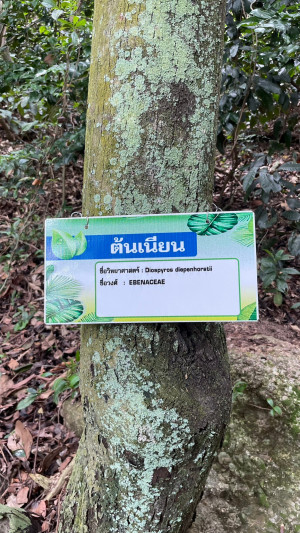 ต้นเนียน
ชื่อวิทยาศาสตร์ : Diospyros diepenhorstii
ชื่อวงศ์ : EBENACEAE